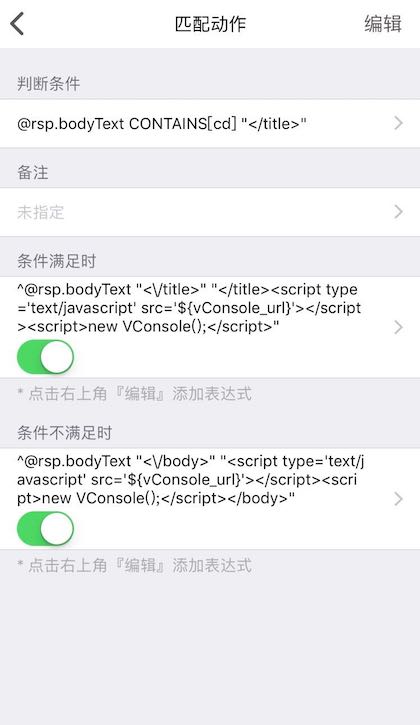 匹配动作
编辑
判断条件
@rsp.bodyText CONTAINS[cd] "</title>"
备注
未指定
条件满足时
^@rsp.bodyText "<\/title>" "</title><script type
='text/javascript' src='${vConsole_url}'></script
><script>new VConsole();</script>"
* 点击右上角『编辑』添加表达式
条件不满足时
^@rsp.bodyText "<\/body>" "<script type='text/j
avascript' src='${vConsole_url}'></script><scri
pt>new VConsole();</script></body>"
* 点击右上角『编辑』添加表达式